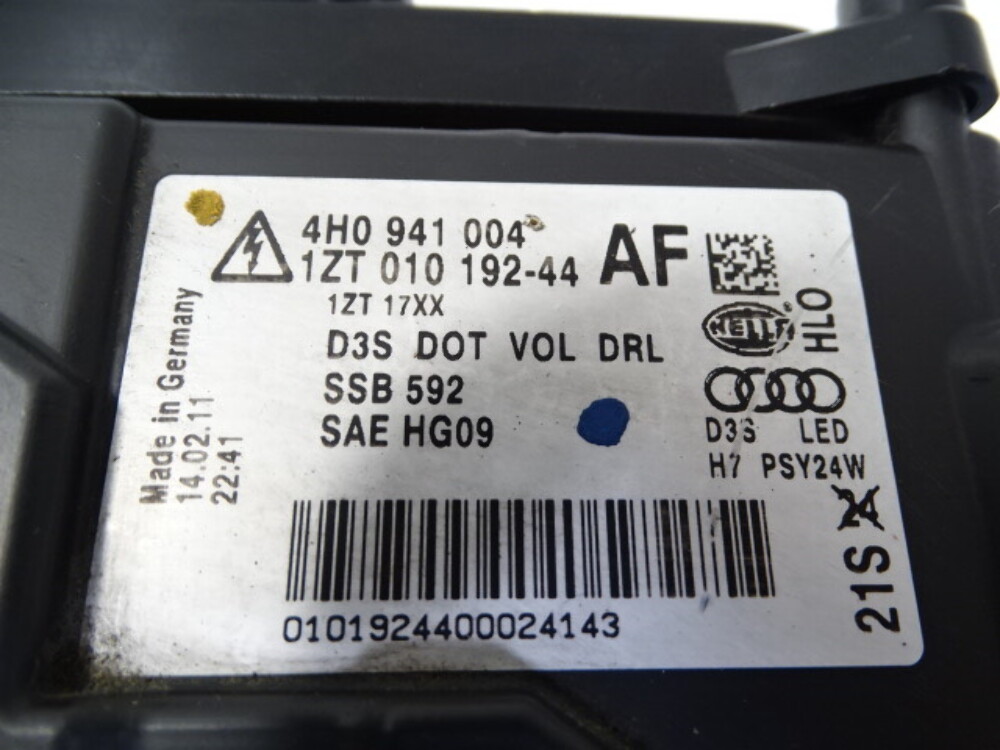 4H0 941 004 AF
1ZT 010 192-44
1ZT 17XX
D3S DOT VOL DRL
SSB 592
SAE HG09
HELLA
HLO
D3S LED
H7 PSY24W
21S 24
Made in Germany
14.02.11
22:41
0101924400024143